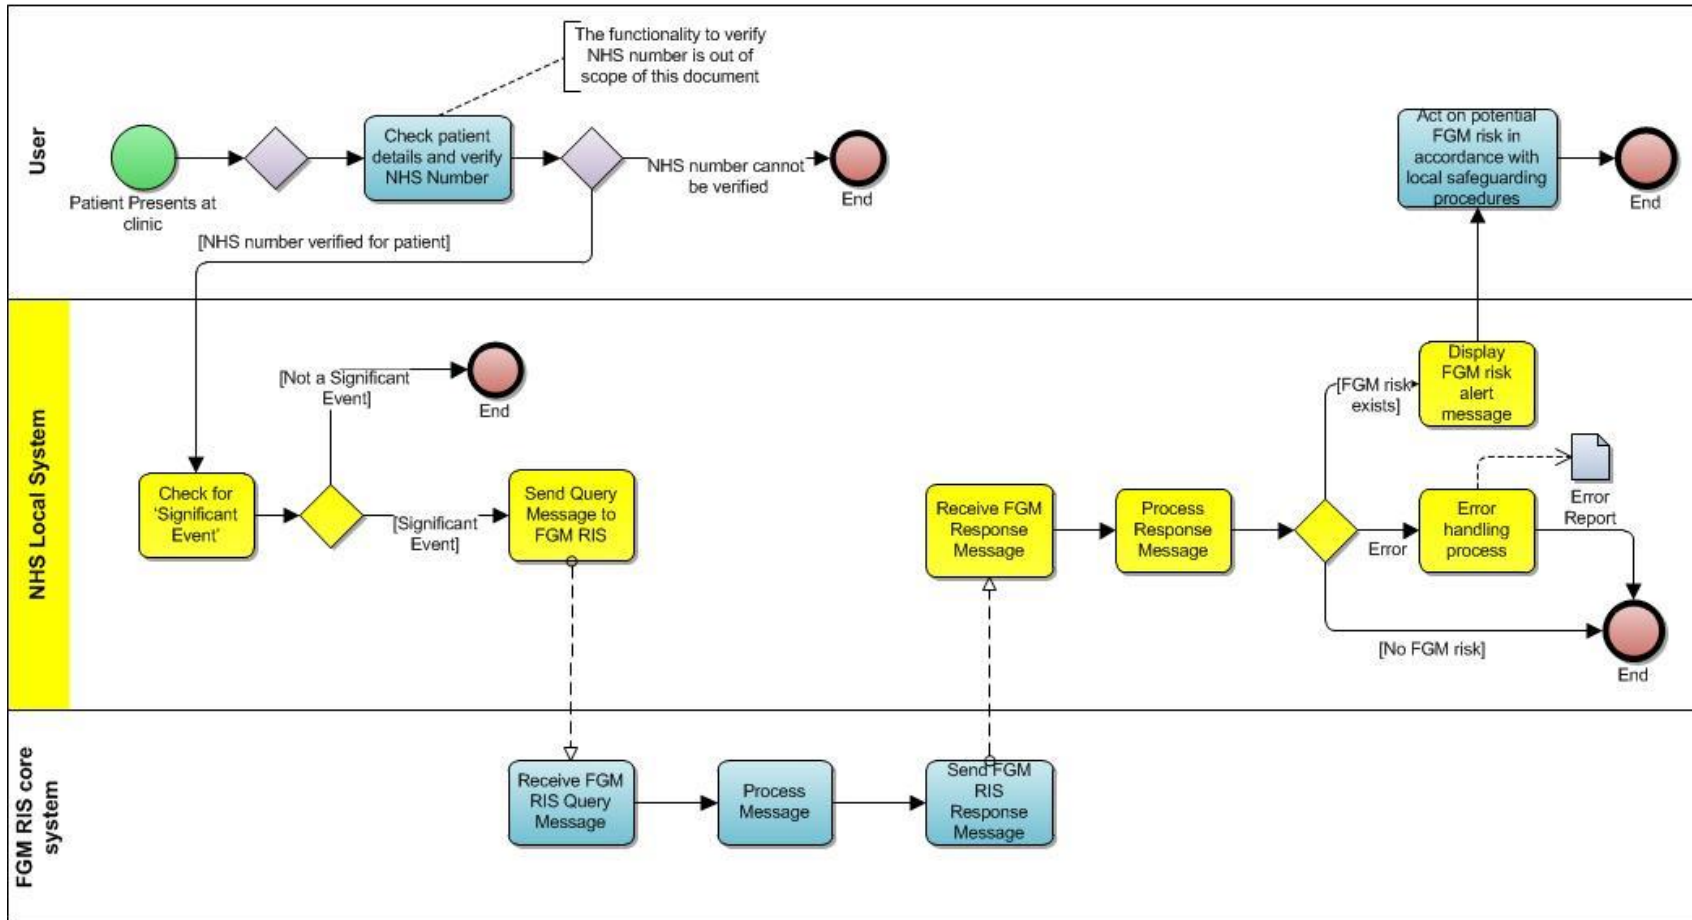 User
The functionality to verify
NHS number is out of
scope of this document
Patient Presents at
clinic
Check patient
details and verify
NHS Number
NHS number cannot
be verified
End
[NHS number verified for patient]
Act on potential
FGM risk in
accordance with
local safeguarding
procedures
End
NHS Local System
Check for
‘Significant
Event’
[Not a Significant
Event]
End
[Significant
Event]
Send Query
Message to
FGM RIS
Receive FGM
Response
Message
Process
Response
Message
[FGM risk
exists]
Display
FGM risk
alert
message
Error
Error
handling
process
Error
Report
[No FGM risk]
End
FGM RIS core
system
Receive FGM
RIS Query
Message
Process
Message
Send FGM
RIS
Response
Message